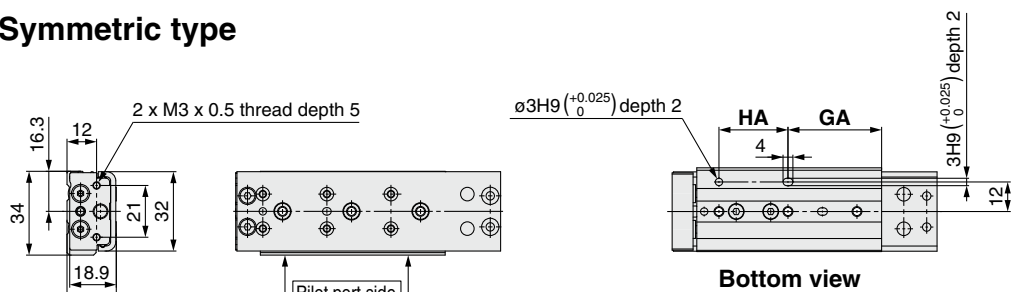 Symmetric type
2 x M3 x 0.5 thread depth 5
12
16.3
34
21
32
18.9
Pilot port side
ø3H9 (+0.025 0) depth 2
HA
GA
4
3H9 (+0.025 0) depth 2
12
Bottom view